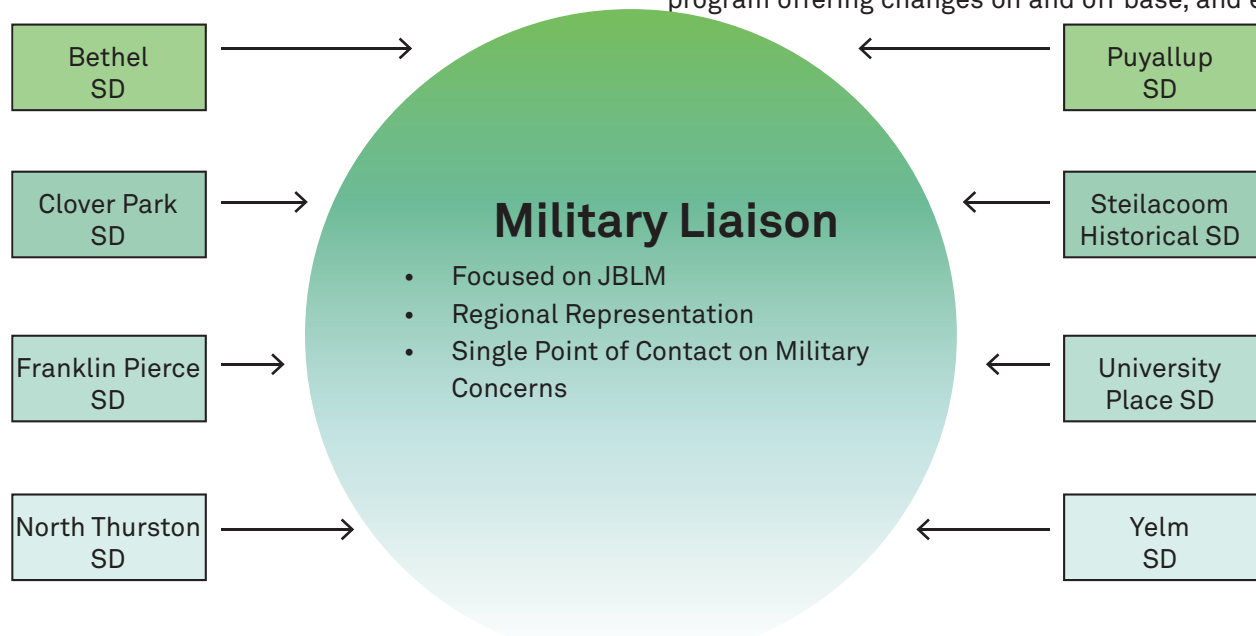 program offering changes on and off base, and e
Bethel
SD
Puyallup
SD
Clover Park
SD
Steilacoom
Historical SD
Military Liaison
• Focused on JBLM
• Regional Representation
• Single Point of Contact on Military
Concerns
Franklin Pierce
SD
University
Place SD
North Thurston
SD
Yelm
SD